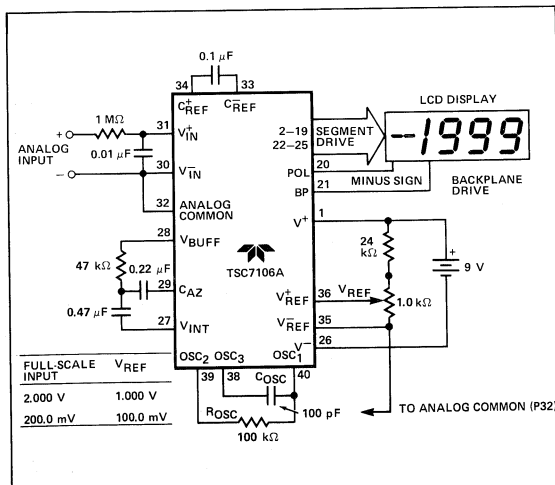 0.1 µF
34 33
C+REF C−REF
LCD DISPLAY
-1999
1 MΩ
+
31
V+IN
ANALOG INPUT
0.01 µF
−
30
V−IN
32
ANALOG COMMON
28
VBUFF
47 kΩ
0.22 µF
29
CAZ
0.47 µF
27
VINT
TSC7106A
2–19
22–25
SEGMENT DRIVE
20
POL
MINUS SIGN
21
BP
BACKPLANE DRIVE
1
V+
24 kΩ
+
9 V
V+REF
36
VREF
1.0 kΩ
V−REF
35
26
V−
OSC2 OSC3 OSC1
39 38 40
COSC
100 pF
ROSC
100 kΩ
TO ANALOG COMMON (P32)
FULL-SCALE INPUT VREF
2.000 V 1.000 V
200.0 mV 100.0 mV